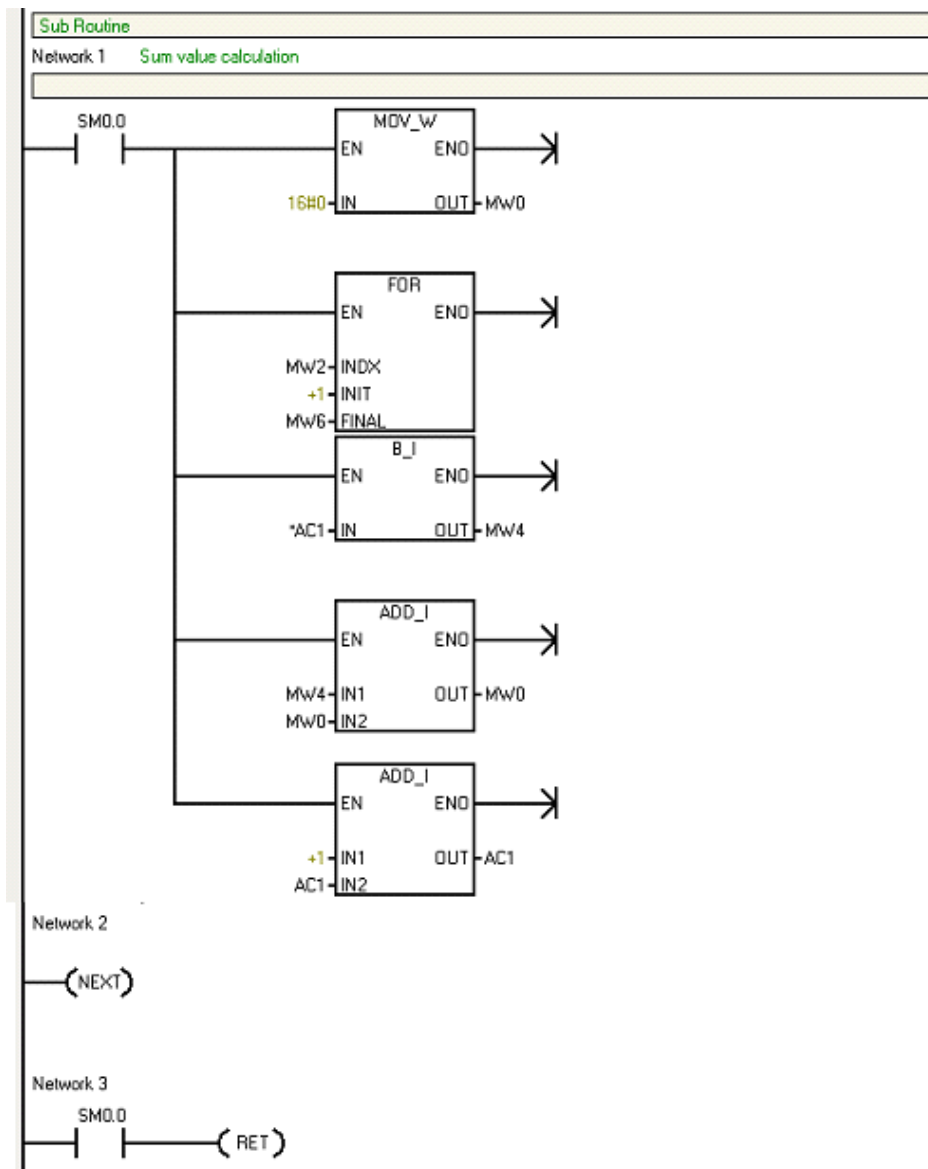 Sub Routine
Network 1 Sum value calculation
SM0.0
MOV_W
EN ENO
16#0 IN OUT MW0
FOR
EN ENO
MW2 INDX
+1 INIT
MW6 FINAL
B_I
EN ENO
*AC1 IN OUT MW4
ADD_I
EN ENO
MW4 IN1 OUT MW0
MW0 IN2
ADD_I
EN ENO
+1 IN1 OUT AC1
AC1 IN2
Network 2
NEXT
Network 3
SM0.0
RET